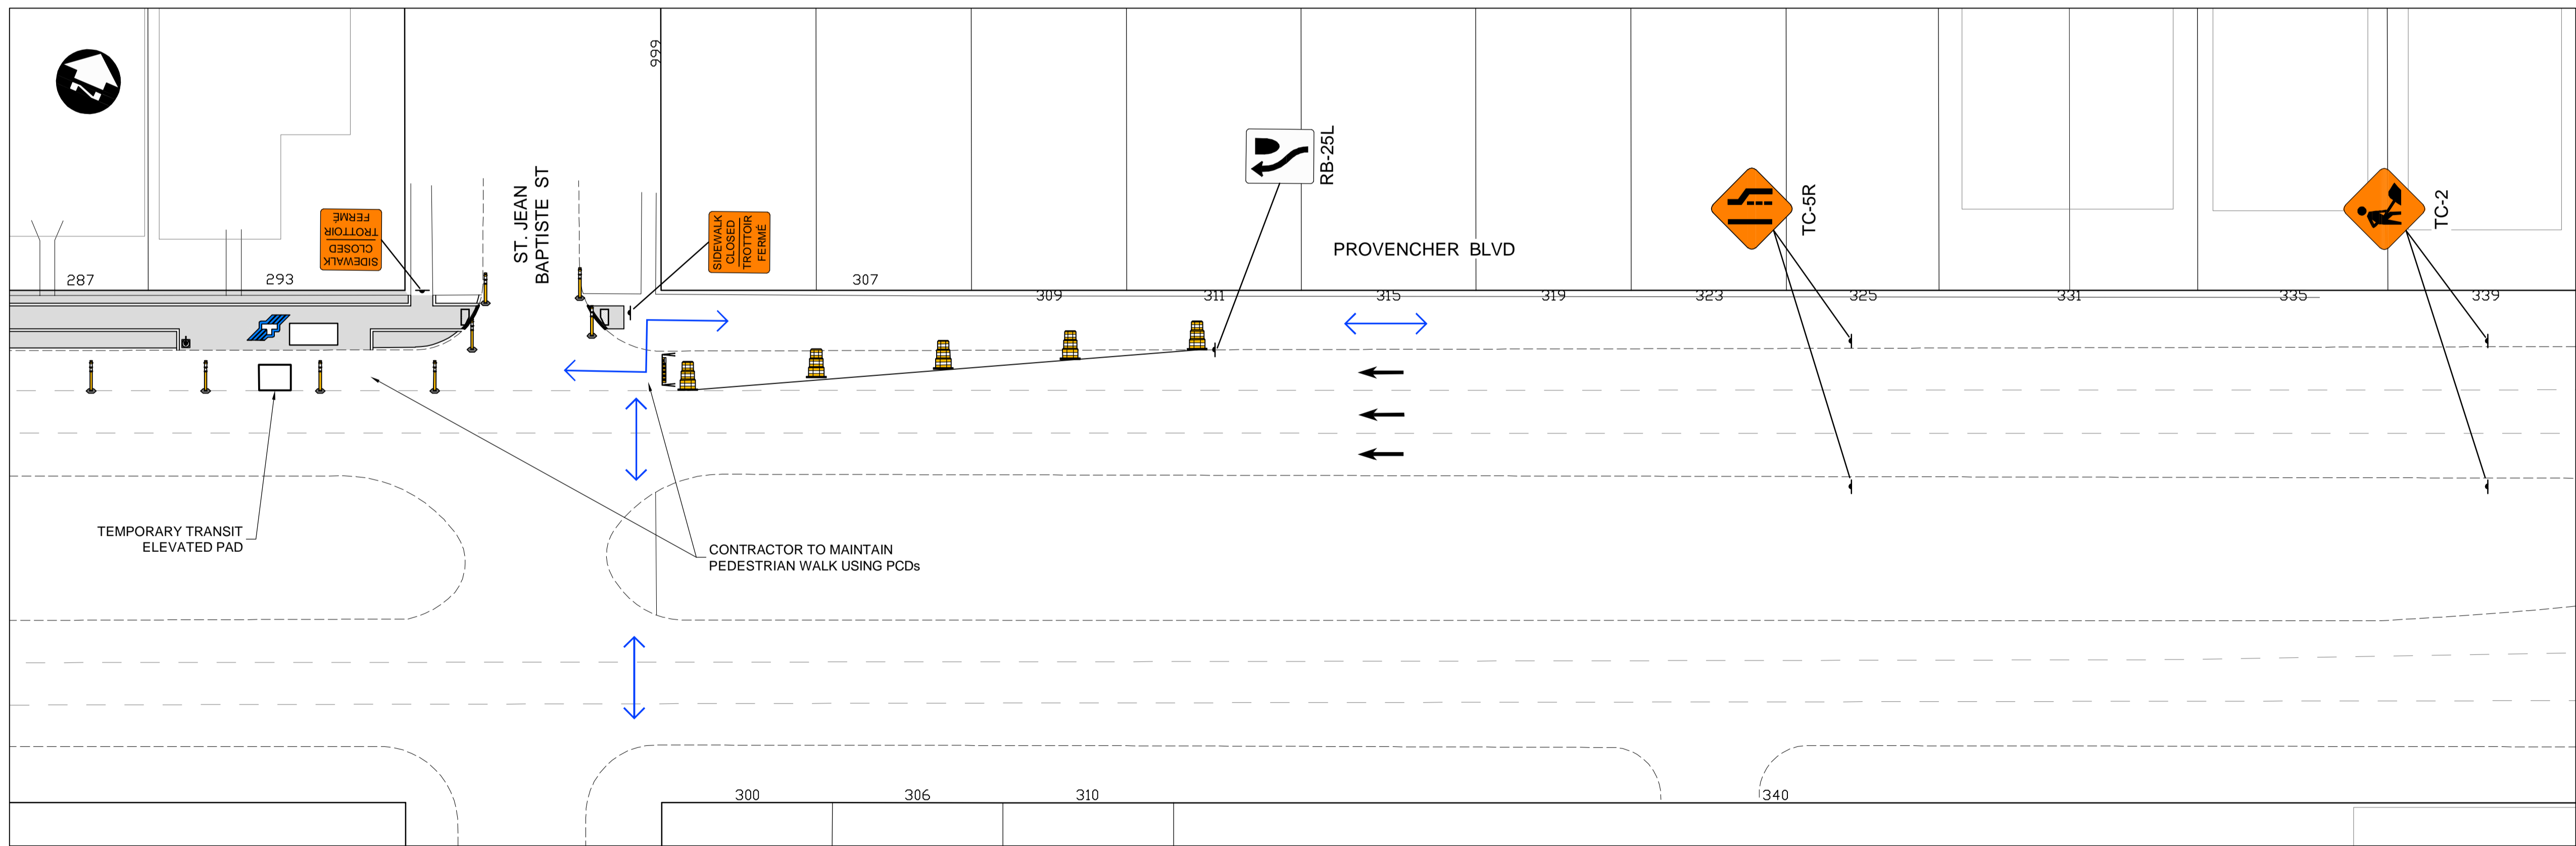 999
RB-25L
TC-5R
TC-2
SIDEWALK
CLOSED
TROTTOIR
FERMÉ
ST. JEAN
BAPTISTE ST
SIDEWALK
CLOSED
TROTTOIR
FERMÉ
PROVENCHER BLVD
287
293
307
309
311
315
319
323
325
331
335
339
TEMPORARY TRANSIT
ELEVATED PAD
CONTRACTOR TO MAINTAIN
PEDESTRIAN WALK USING PCDs
300
306
310
340